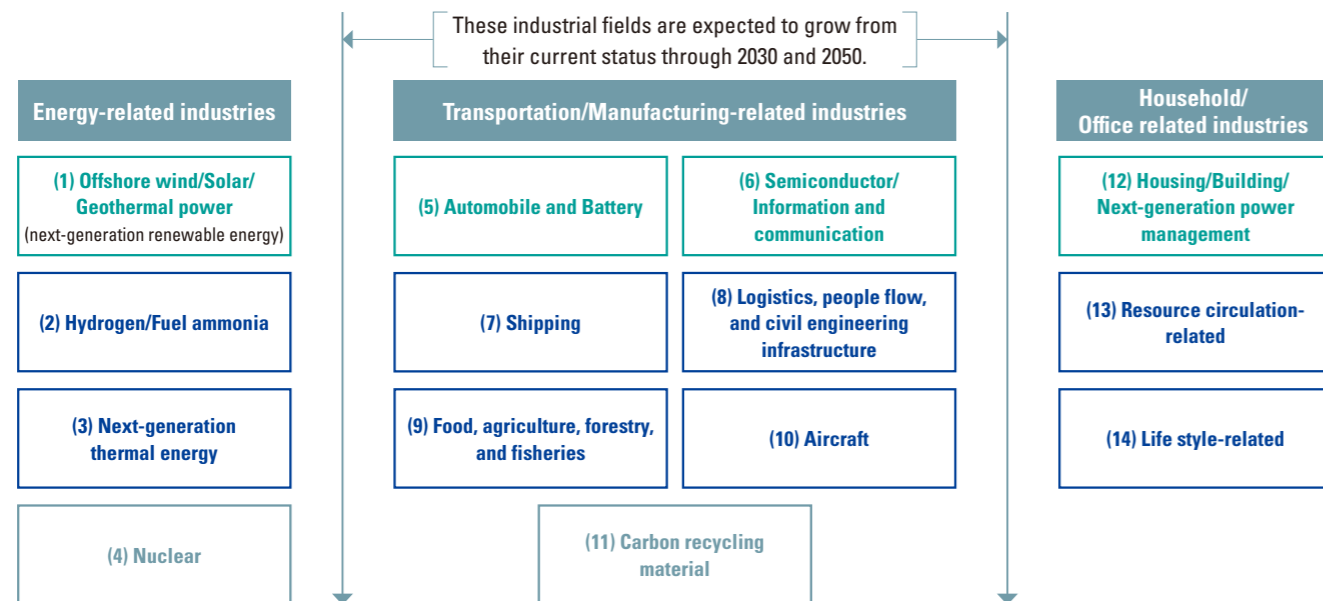 These industrial fields are expected to grow from
their current status through 2030 and 2050.
Energy-related industries
(1) Offshore wind/Solar/
Geothermal power
(next-generation renewable energy)
(2) Hydrogen/Fuel ammonia
(3) Next-generation
thermal energy
(4) Nuclear
Transportation/Manufacturing-related industries
(5) Automobile and Battery
(6) Semiconductor/
Information and
communication
(7) Shipping
(8) Logistics, people flow,
and civil engineering
infrastructure
(9) Food, agriculture, forestry,
and fisheries
(10) Aircraft
(11) Carbon recycling
material
Household/
Office related industries
(12) Housing/Building/
Next-generation power
management
(13) Resource circulation-
related
(14) Life style-related